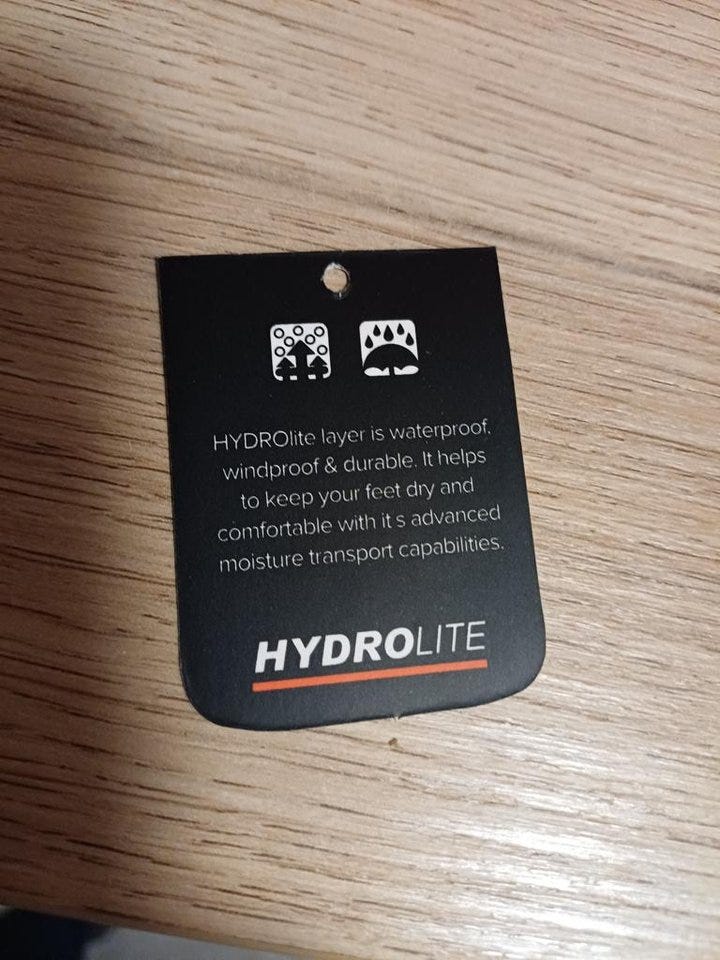 HYDROlite layer is waterproof,
windproof & durable. It helps
to keep your feet dry and
comfortable with it s advanced
moisture transport capabilities.
HYDROLITE